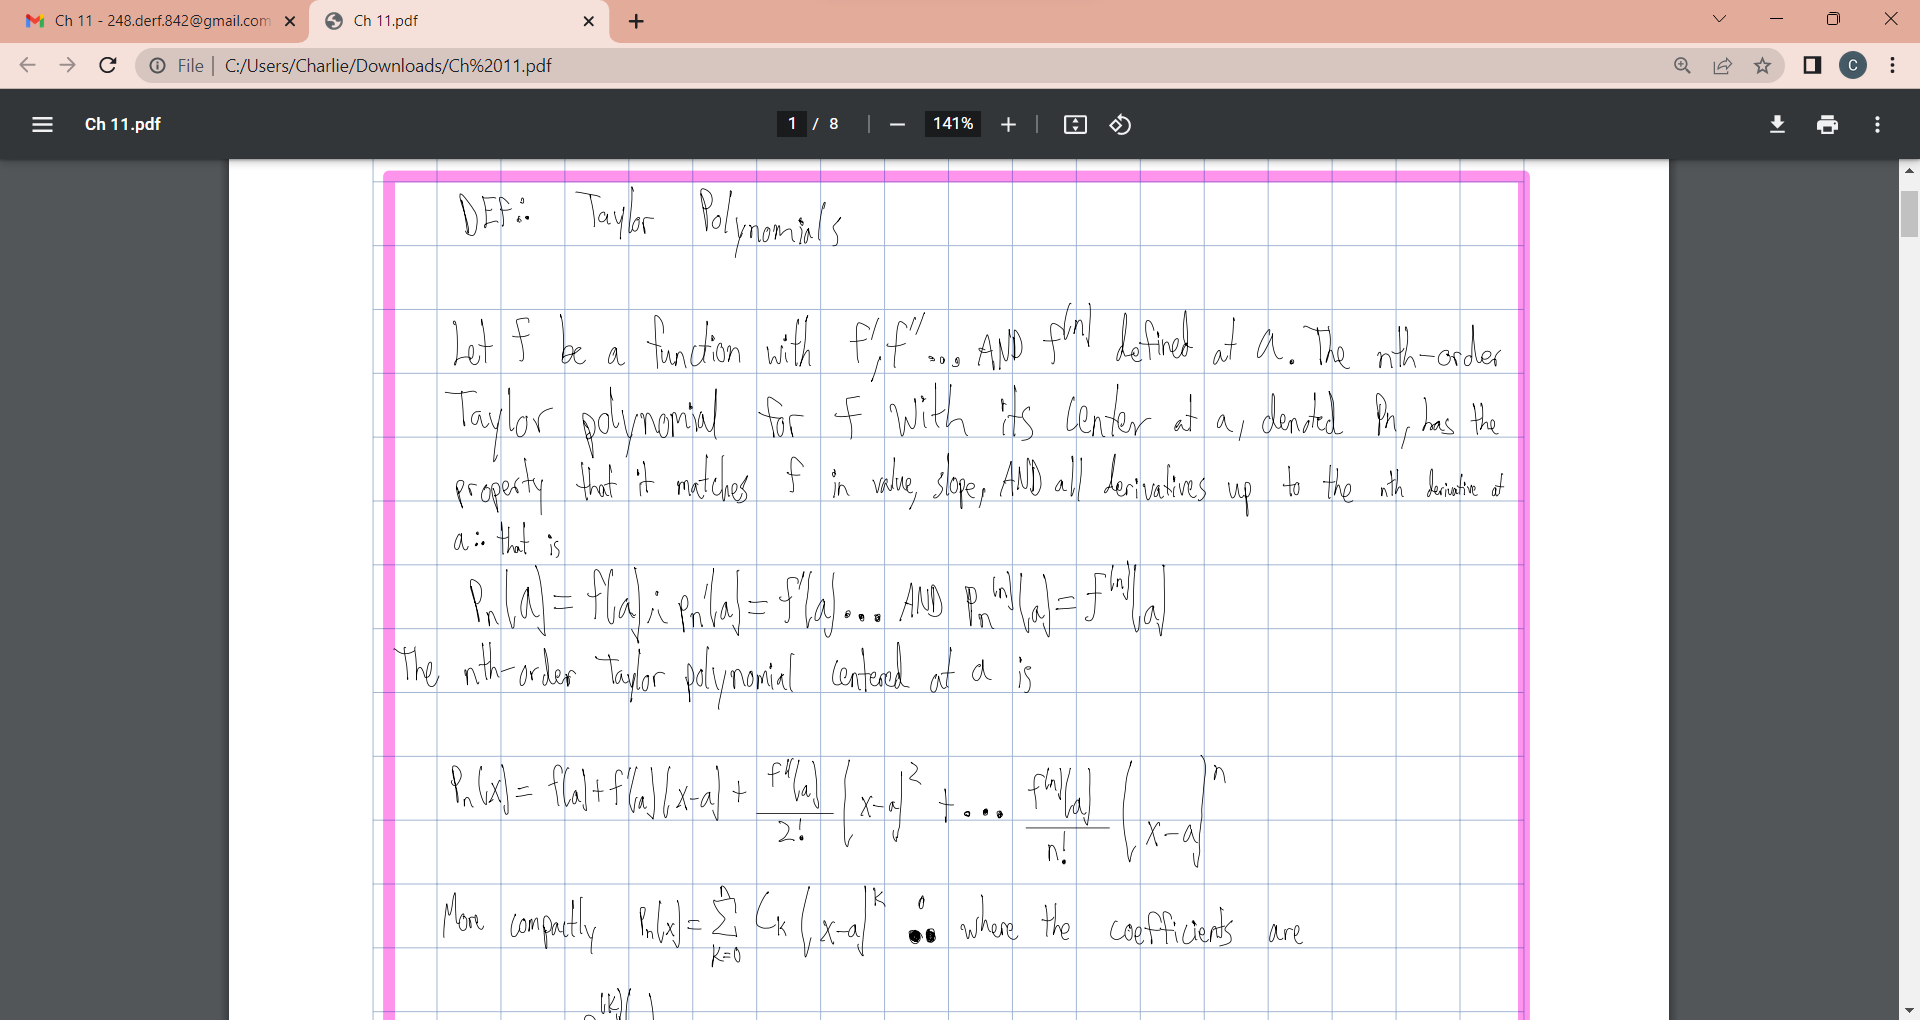 Ch 11 - 248.derf.842@gmail.com
Ch 11.pdf
File | C:/Users/Charlie/Downloads/Ch%2011.pdf
C
Ch 11.pdf
1 / 8
141%
DEF: Taylor Polynomials
Let f be a function with f', f'' ... AND f^(n) defined at a. The nth-order
Taylor polynomial for f with its center at a, denoted Pn, has the
property that it matches f in value, slope, AND all derivatives up to the nth derivative at
a: that is
Pn(a) = f(a); pn'(a) = f'(a) ... AND Pn^(n)(a) = f^(n)(a)
The nth-order Taylor polynomial centered at a is
Pn(x) = f(a) + f'(a)(x-a) + f''(a)/2! (x-a)^2 + ... f^(n)(a)/n! (x-a)^n
More compactly Pn(x) = Σ k=0 n Ck (x-a)^k ∴ where the coefficients are